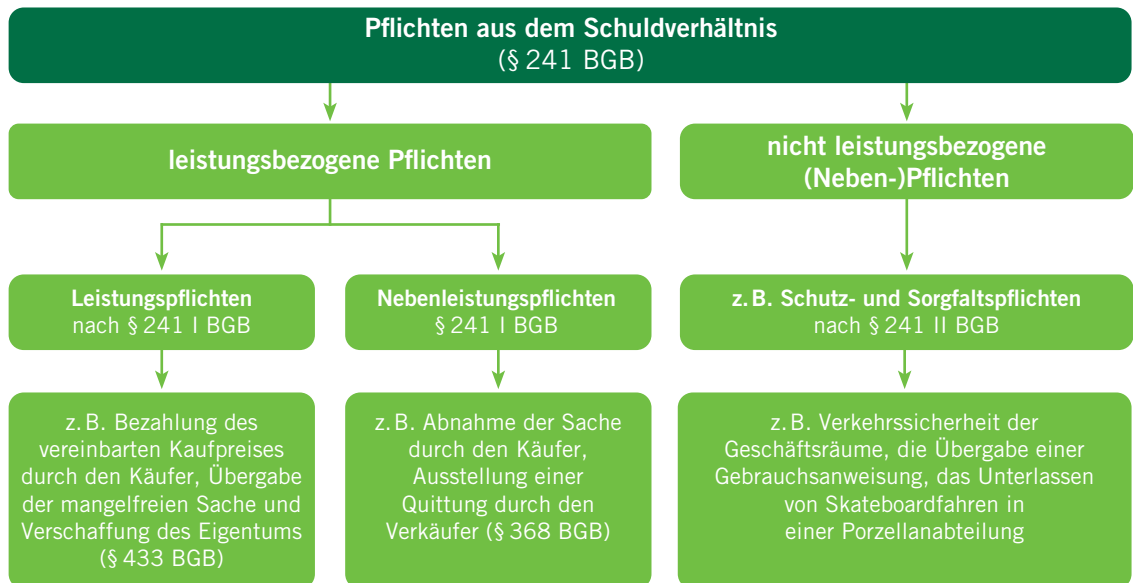 Pflichten aus dem Schuldverhältnis
(§ 241 BGB)
leistungsbezogene Pflichten
nicht leistungsbezogene
(Neben-)Pflichten
Leistungspflichten
nach § 241 I BGB
Nebenleistungspflichten
§ 241 I BGB
z. B. Schutz- und Sorgfaltspflichten
nach § 241 II BGB
z. B. Bezahlung des
vereinbarten Kaufpreises
durch den Käufer, Übergabe
der mangelfreien Sache und
Verschaffung des Eigentums
(§ 433 BGB)
z. B. Abnahme der Sache
durch den Käufer,
Ausstellung einer
Quittung durch den
Verkäufer (§ 368 BGB)
z. B. Verkehrssicherheit der
Geschäftsräume, die Übergabe einer
Gebrauchsanweisung, das Unterlassen
von Skateboardfahren in
einer Porzellanabteilung